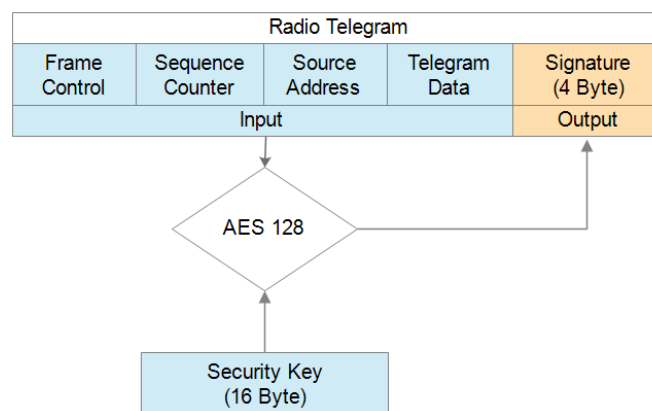 Radio Telegram
Frame Control
Sequence Counter
Source Address
Telegram Data
Signature (4 Byte)
Input
Output
AES 128
Security Key
(16 Byte)